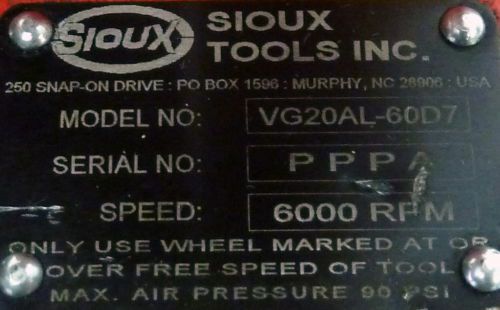 SIOUX
SIOUX
TOOLS INC.
250 SNAP-ON DRIVE : PO BOX 1596 : MURPHY, NC 28906 : USA
MODEL NO: VG20AL-60D7
SERIAL NO: P P P A
SPEED: 6000 RPM
ONLY USE WHEEL MARKED AT OR
OVER FREE SPEED OF TOOL
MAX. AIR PRESSURE 90 PSI